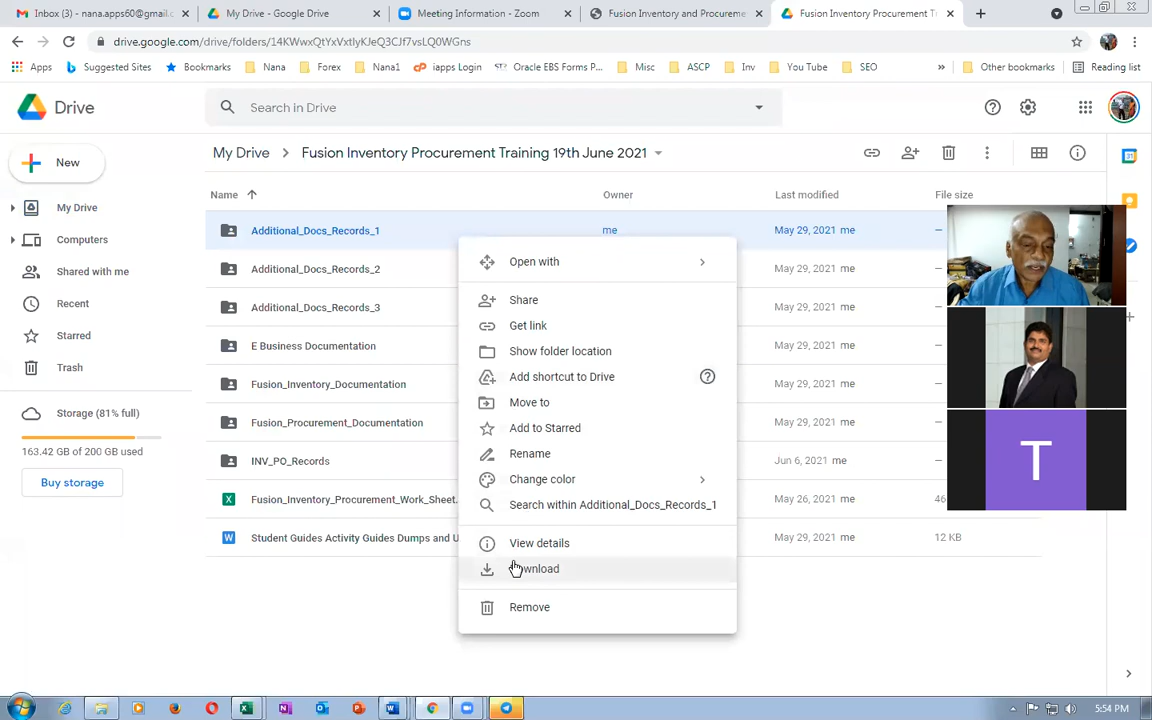 Inbox (3) - nana.apps60@gmail.c
My Drive - Google Drive
Meeting Information - Zoom
Fusion Inventory and Procureme
Fusion Inventory Procurement T
drive.google.com/drive/folders/14KWwxQtYxVxtlyKJeQ3CJf7vsLQ0WGns
Apps
Suggested Sites
Bookmarks
Nana
Forex
Nana1
iapps Login
Oracle EBS Forms P...
Misc
ASCP
Inv
You Tube
SEO
»
Other bookmarks
Reading list
Drive
Search in Drive
New
My Drive > Fusion Inventory Procurement Training 19th June 2021
Name
Owner
Last modified
File size
My Drive
Computers
Shared with me
Recent
Starred
Trash
Storage (81% full)
163.42 GB of 200 GB used
Buy storage
Additional_Docs_Records_1 me May 29, 2021 me –
Additional_Docs_Records_2 May 29, 2021 me –
Additional_Docs_Records_3 May 29, 2021 me –
E Business Documentation May 29, 2021 me –
Fusion_Inventory_Documentation May 29, 2021 me –
Fusion_Procurement_Documentation May 29, 2021 me –
INV_PO_Records Jun 6, 2021 me –
Fusion_Inventory_Procurement_Work_Sheet. May 26, 2021 me 46
Student Guides Activity Guides Dumps and U May 29, 2021 me 12 KB
Open with
Share
Get link
Show folder location
Add shortcut to Drive
Move to
Add to Starred
Rename
Change color
Search within Additional_Docs_Records_1
View details
Download
Remove
T
5:54 PM